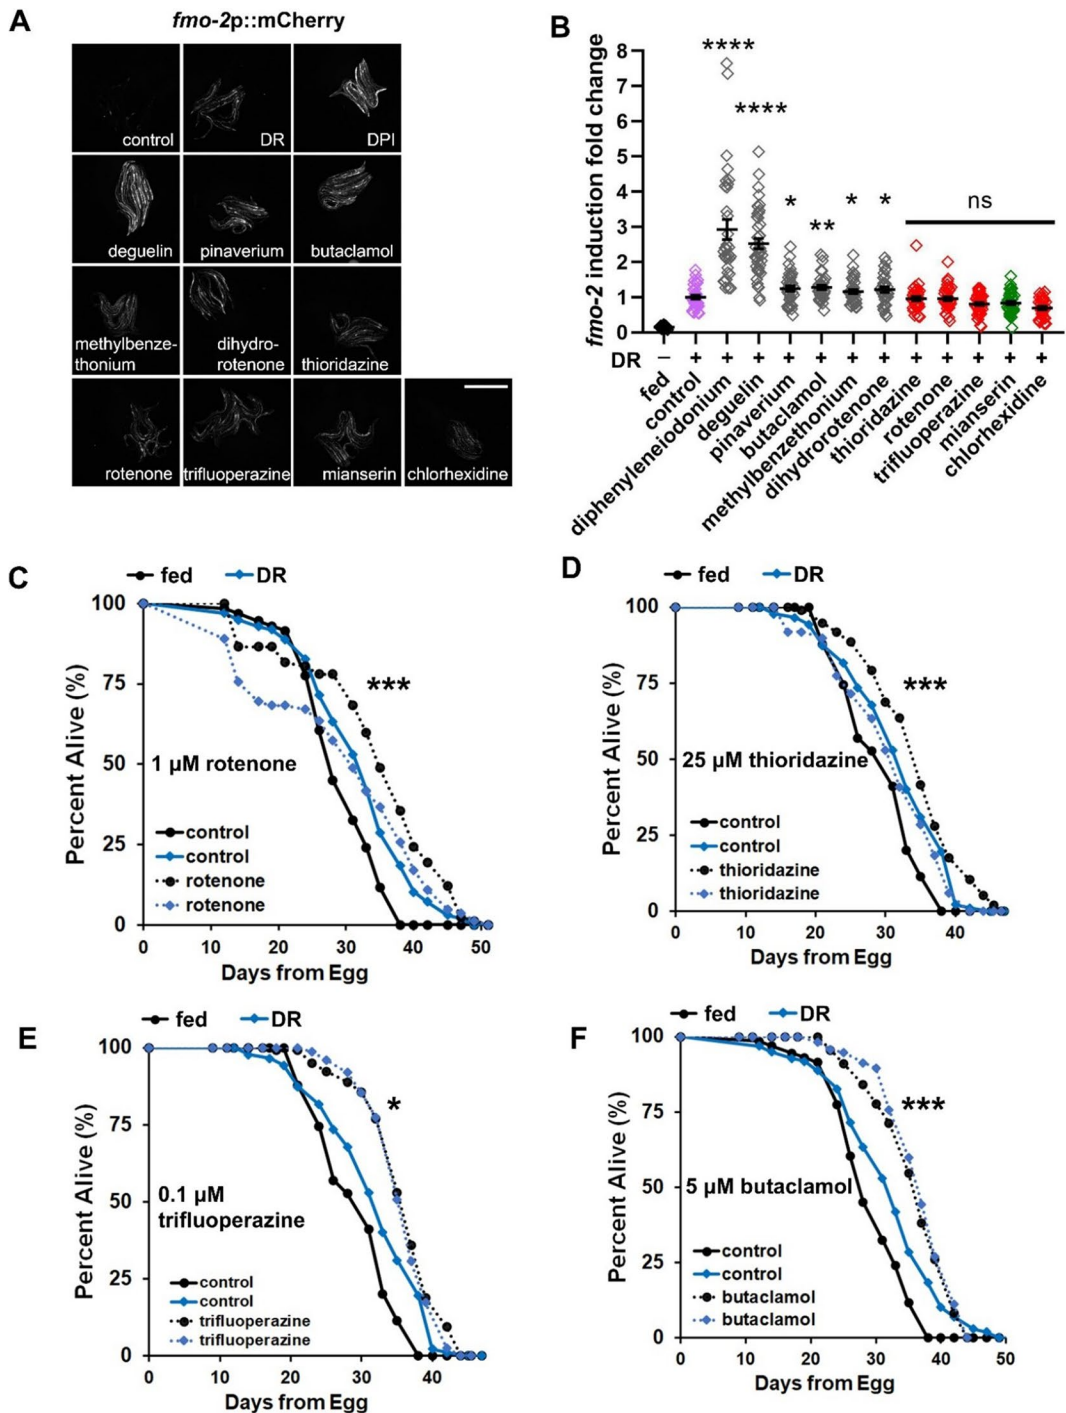 A
fmo-2p::mCherry
control
DR
DPI
deguelin
pinaverium
butaclamol
methylbenze-
thonium
dihydro-
rotenone
thioridazine
rotenone
trifluoperazine
mianserin
chlorhexidine
B
fmo-2 induction fold change
8
7
6
5
4
3
2
1
0
****
****
*
**
*
*
ns
DR
− + + + + + + + + + + + +
fed
control
diphenyleneiodonium
deguelin
pinaverium
butaclamol
methylbenzethonium
dihydrorotenone
thioridazine
rotenone
trifluoperazine
mianserin
chlorhexidine
C
fed DR
Percent Alive (%)
100
75
50
25
0
***
1 µM rotenone
control
control
rotenone
rotenone
0 10 20 30 40 50
Days from Egg
D
fed DR
Percent Alive (%)
100
75
50
25
0
***
25 µM thioridazine
control
control
thioridazine
thioridazine
0 10 20 30 40
Days from Egg
E
fed DR
Percent Alive (%)
100
75
50
25
0
*
0.1 µM
trifluoperazine
control
control
trifluoperazine
trifluoperazine
0 10 20 30 40
Days from Egg
F
fed DR
Percent Alive (%)
100
75
50
25
0
***
5 µM butaclamol
control
control
butaclamol
butaclamol
0 10 20 30 40 50
Days from Egg